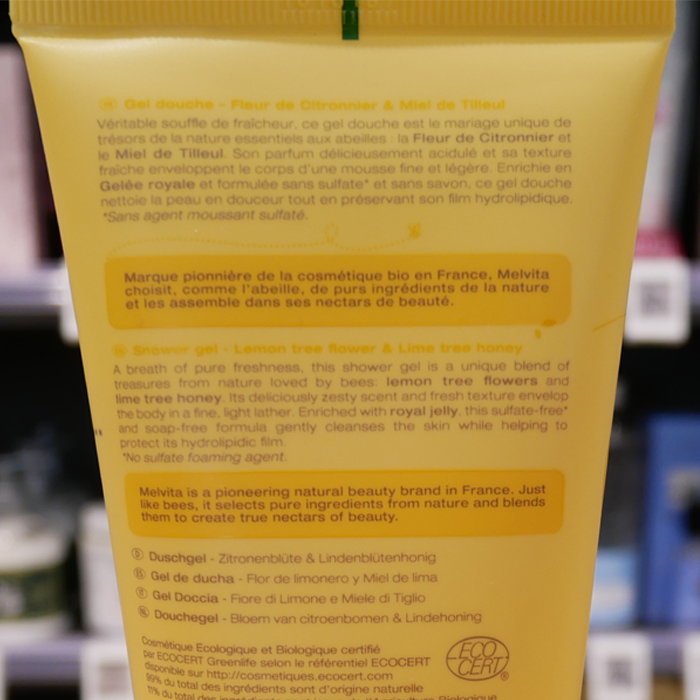 Gel douche - Fleur de Citronnier & Miel de Tilleul
Véritable souffle de fraîcheur, ce gel douche est le mariage unique de
trésors de la nature essentiels aux abeilles : la Fleur de Citronnier et
le Miel de Tilleul. Son parfum délicieusement acidulé et sa texture
fraîche enveloppent le corps d'une mousse fine et légère. Enrichie en
Gelée royale et formulée sans sulfate* et sans savon, ce gel douche
nettoie la peau en douceur tout en préservant son film hydrolipidique.
*Sans agent moussant sulfaté.
Marque pionnière de la cosmétique bio en France, Melvita
choisit, comme l'abeille, de purs ingrédients de la nature
et les assemble dans ses nectars de beauté.
Shower gel - Lemon tree flower & Lime tree honey
A breath of pure freshness, this shower gel is a unique blend of
treasures from nature loved by bees: lemon tree flowers and
lime tree honey. Its deliciously zesty scent and fresh texture envelop
the body in a fine, light lather. Enriched with royal jelly, this sulfate-free*
and soap-free formula gently cleanses the skin while helping to
protect its hydrolipidic film.
*No sulfate foaming agent.
Melvita is a pioneering natural beauty brand in France. Just
like bees, it selects pure ingredients from nature and blends
them to create true nectars of beauty.
Duschgel - Zitronenblüte & Lindenblütenhonig
Gel de ducha - Flor de limonero y Miel de lima
Gel Doccia - Fiore di Limone e Miele di Tiglio
Douchegel - Bloem van citroenbomen & Lindehoning
Cosmétique Ecologique et Biologique certifié
par ECOCERT Greenlife selon le référentiel ECOCERT
disponible sur http://cosmetiques.ecocert.com
99% du total des ingrédients sont d'origine naturelle
11% du total des ingrédients sont l'Agriculture Biologique
ECO
CERT®